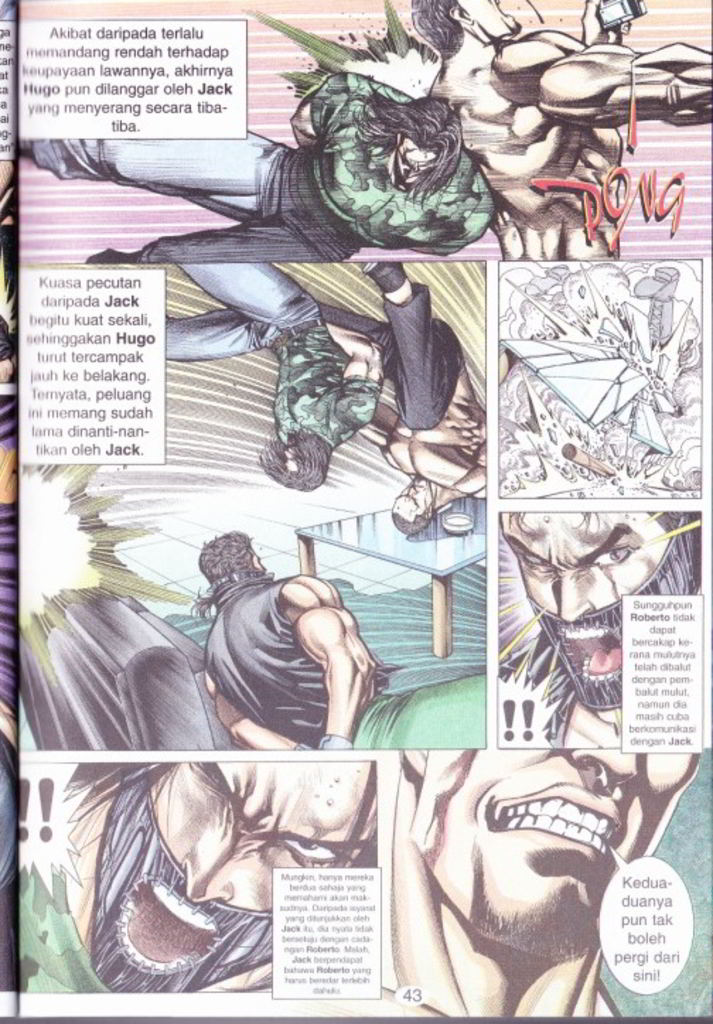 Akibat daripada terlalu
memandang rendah terhadap
keupayaan lawannya, akhirnya
Hugo pun dilanggar oleh Jack
yang menyerang secara tiba-
tiba.
PONG
Kuasa pecutan
daripada Jack
begitu kuat sekali,
sehinggakan Hugo
turut tercampak
jauh ke belakang.
Ternyata, peluang
ini memang sudah
lama dinanti-nan-
tikan oleh Jack.
Sungguhpun
Roberto tidak
dapat
bercakap ke-
rana mulutnya
telah dibalut
dengan pem-
balut mulut,
namun dia
masih cuba
berkomunikasi
dengan Jack.
!!
!!
Mungkin, hanya mereka
berdua sahaja yang
memahami akan mak-
sudnya. Daripada isyarat
yang ditunjukkan oleh
Jack itu, dia nyata tidak
bersetuju dengan cada-
ngan Roberto. Malah,
Jack berpendapat
bahawa Roberto yang
harus beredar terlebih
dahulu.
Kedua-
duanya
pun tak
boleh
pergi dari
sini!
43